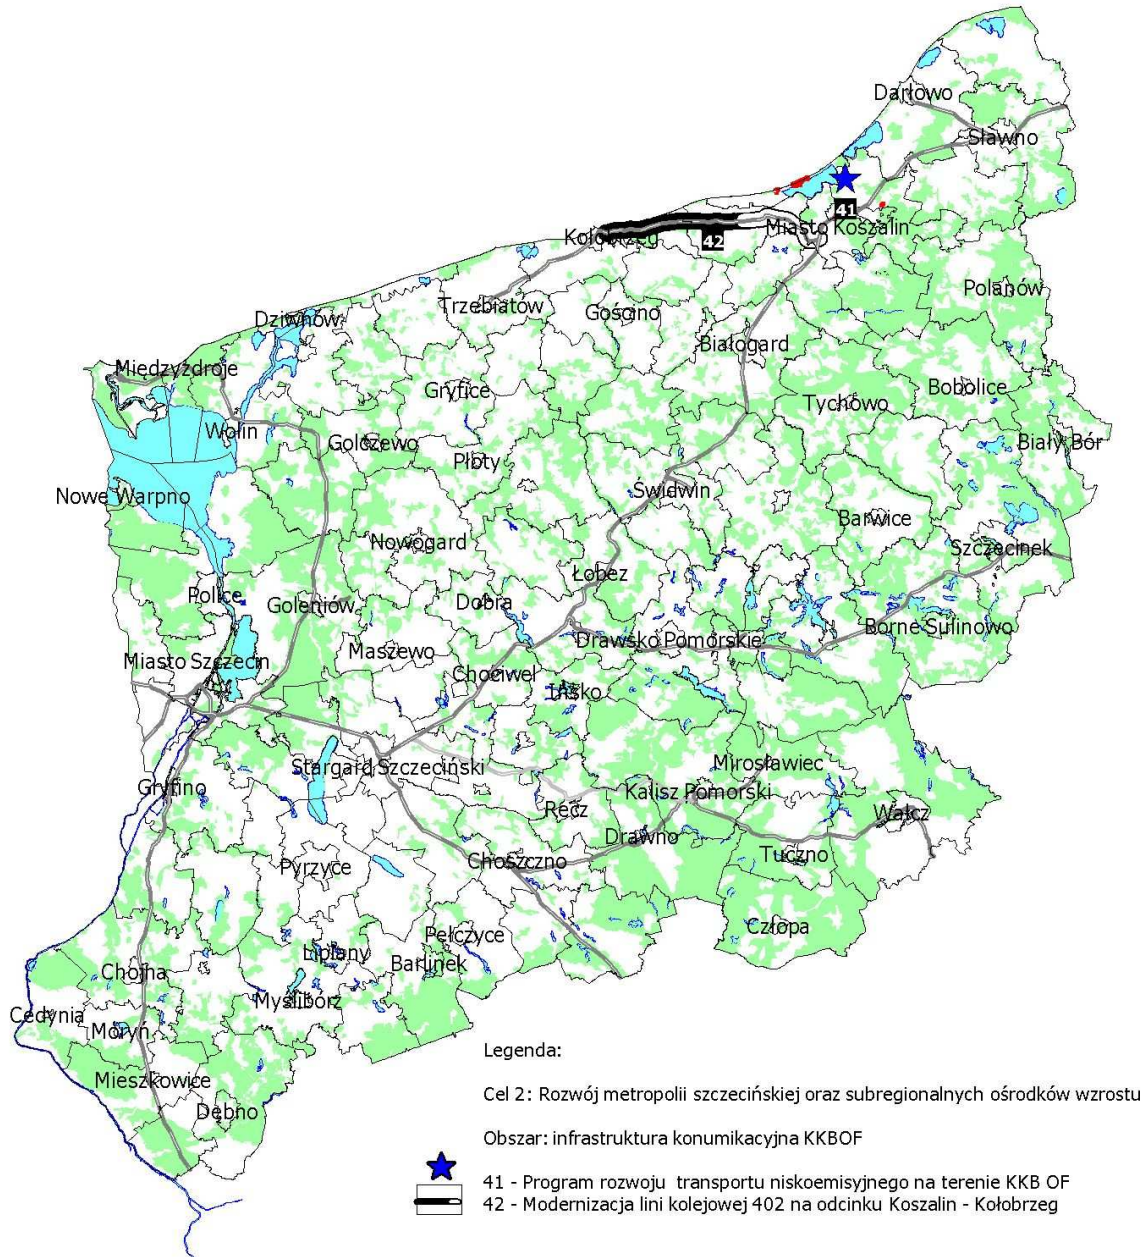 Darłowo
Sławno
41
Miasto Koszalin
Kołobrzeg
42
Polanów
Trzebiatów
Gościno
Dziwnów
Białogard
Międzyzdroje
Gryfice
Bobolice
Tychowo
Wolin
Golczewo
Biały Bór
Płoty
Nowe Warpno
Świdwin
Barwice
Nowogard
Szczecinek
Łobez
Police
Goleniów
Dobra
Borne Sulinowo
Drawsko Pomorskie
Maszewo
Miasto Szczecin
Chociwel
Ińsko
Stargard Szczeciński
Mirosławiec
Gryfino
Kalisz Pomorski
Recz
Wałcz
Drawno
Tuczno
Choszczno
Pyrzyce
Człopa
Pełczyce
Lipiany
Barlinek
Chojna
Myślibórz
Cedynia
Moryń
Mieszkowice
Dębno
Legenda:
Cel 2: Rozwój metropolii szczecińskiej oraz subregionalnych ośrodków wzrostu
Obszar: infrastruktura konumikacyjna KKBOF
41 - Program rozwoju transportu niskoemisyjnego na terenie KKB OF
42 - Modernizacja lini kolejowej 402 na odcinku Koszalin - Kołobrzeg